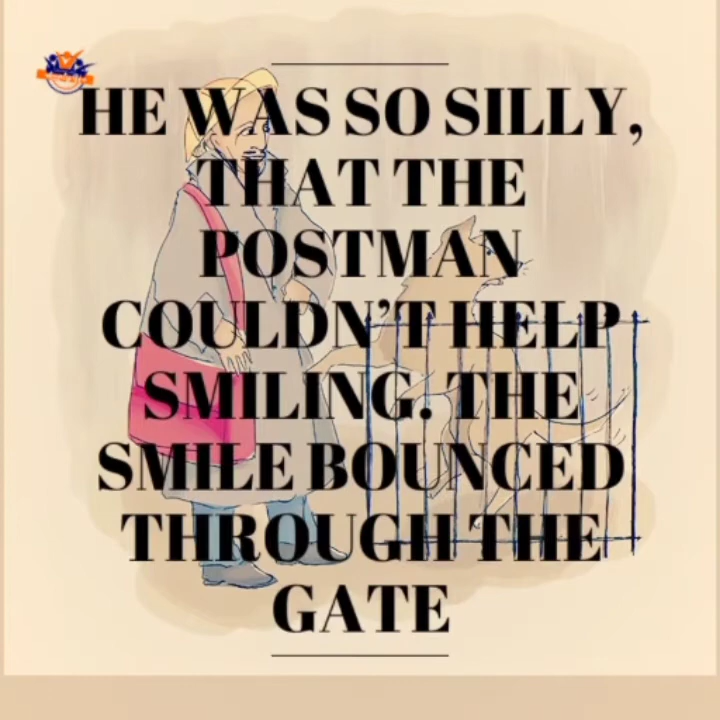 HE WAS SO SILLY,
THAT THE
POSTMAN
COULDN’T HELP
SMILING. THE
SMILE BOUNCED
THROUGH THE
GATE